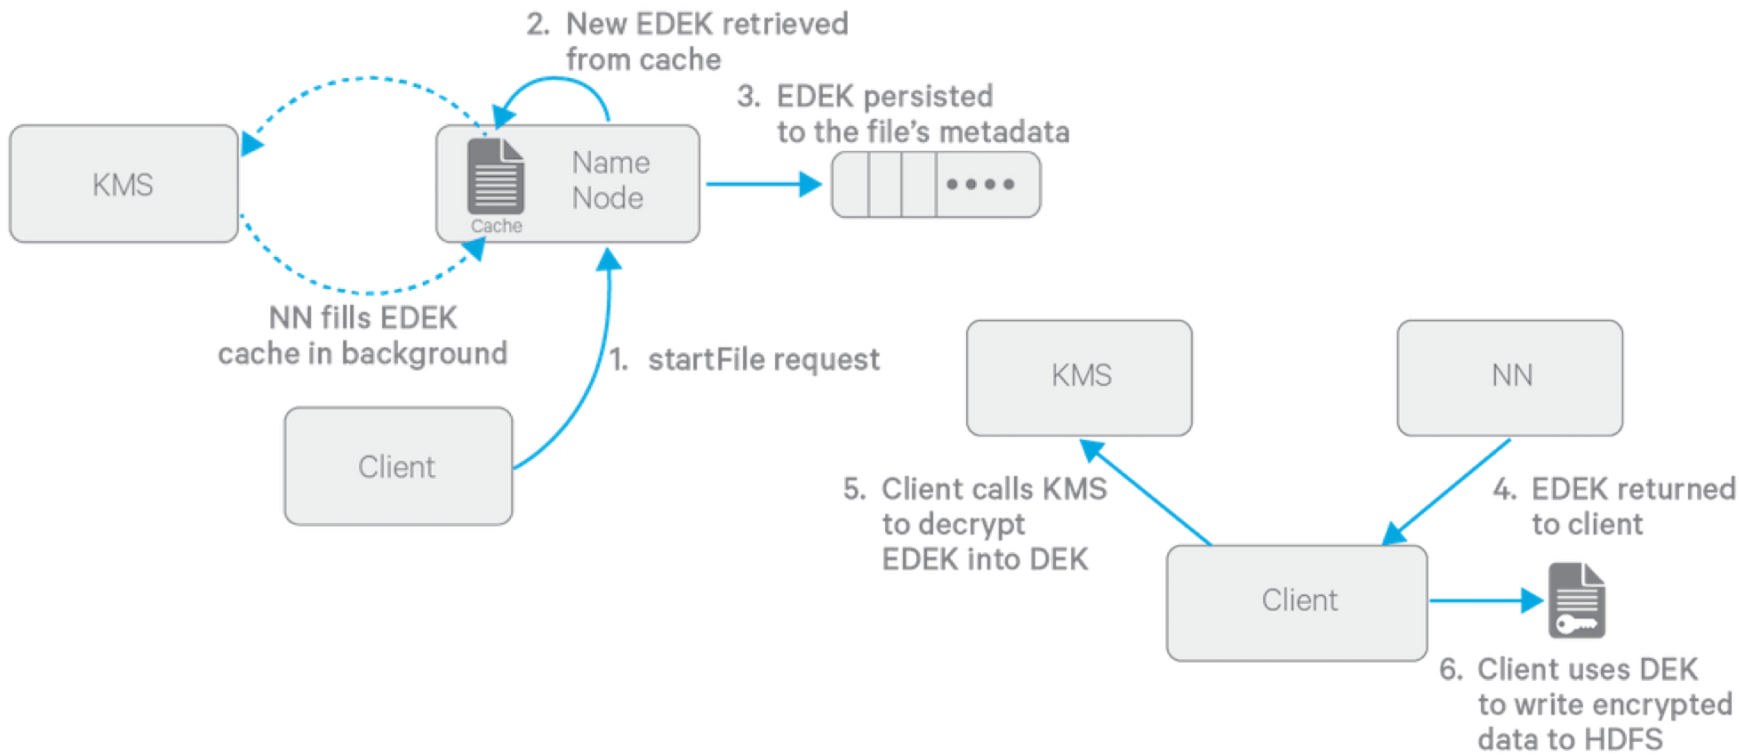 2. New EDEK retrieved
from cache
3. EDEK persisted
to the file's metadata
KMS
Name
Node
Cache
NN fills EDEK
cache in background
1. startFile request
Client
KMS
NN
5. Client calls KMS
to decrypt
EDEK into DEK
4. EDEK returned
to client
Client
6. Client uses DEK
to write encrypted
data to HDFS